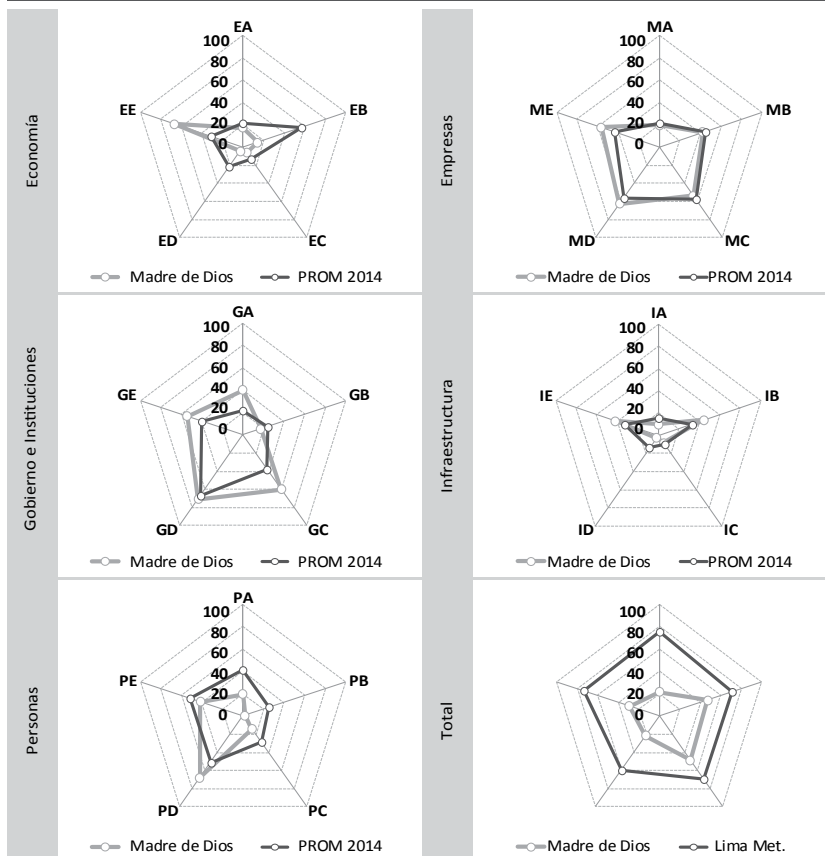 Economía
EA
100
80
60
40
20
0
EE
EB
ED
EC
Madre de Dios
PROM 2014
Empresas
MA
100
80
60
40
20
0
ME
MB
MD
MC
Madre de Dios
PROM 2014
Gobierno e Instituciones
GA
100
80
60
40
20
0
GE
GB
GD
GC
Madre de Dios
PROM 2014
Infraestructura
IA
100
80
60
40
20
0
IE
IB
ID
IC
Madre de Dios
PROM 2014
Personas
PA
100
80
60
40
20
0
PE
PB
PD
PC
Madre de Dios
PROM 2014
Total
100
80
60
40
20
0
Madre de Dios
Lima Met.